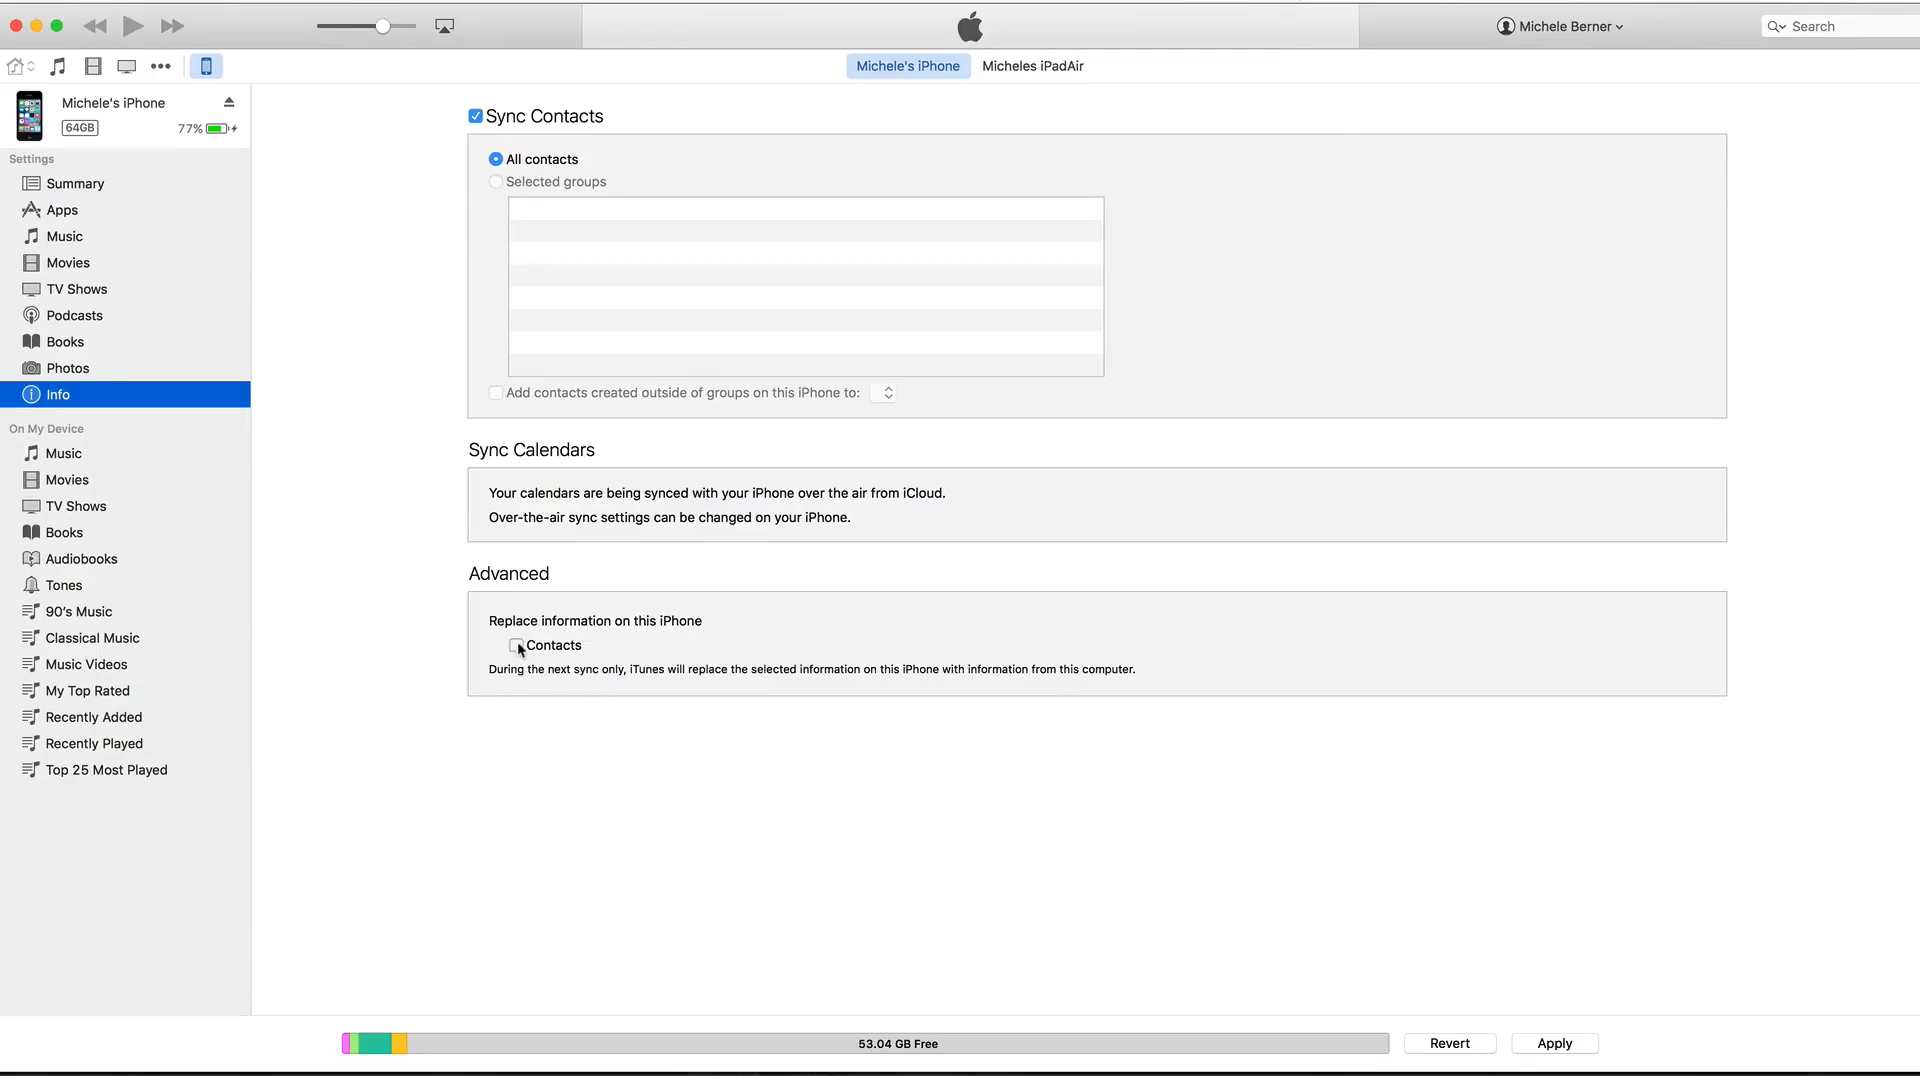 Michele Berner
Search
Michele's iPhone
Micheles iPadAir
Michele's iPhone
64GB
77%
Settings
Summary
Apps
Music
Movies
TV Shows
Podcasts
Books
Photos
Info
On My Device
Music
Movies
TV Shows
Books
Audiobooks
Tones
90's Music
Classical Music
Music Videos
My Top Rated
Recently Added
Recently Played
Top 25 Most Played
Sync Contacts
All contacts
Selected groups
Add contacts created outside of groups on this iPhone to:
Sync Calendars
Your calendars are being synced with your iPhone over the air from iCloud.
Over-the-air sync settings can be changed on your iPhone.
Advanced
Replace information on this iPhone
Contacts
During the next sync only, iTunes will replace the selected information on this iPhone with information from this computer.
53.04 GB Free
Revert
Apply